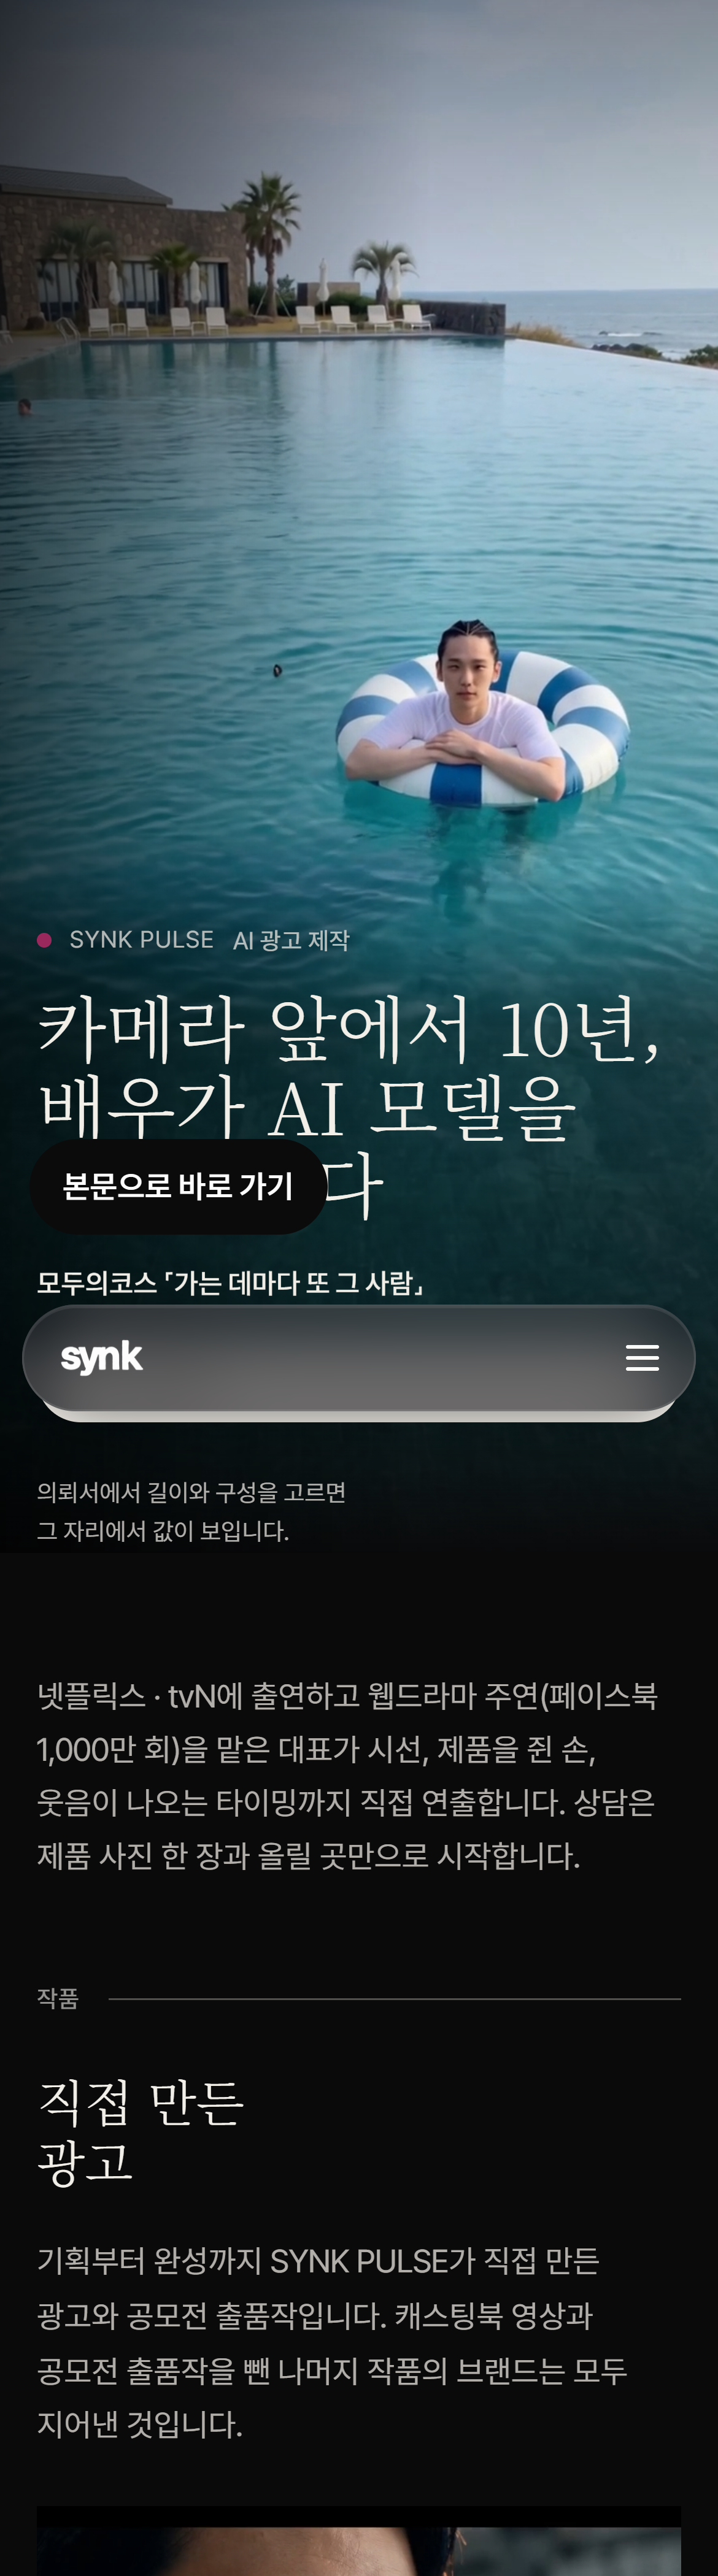 SYNK PULSE AI 광고 제작
카메라 앞에서 10년,
배우가 AI 모델을
다
본문으로 바로 가기
모두의코스 「가는 데마다 또 그 사람」
synk
의뢰서에서 길이와 구성을 고르면
그 자리에서 값이 보입니다.
넷플릭스 · tvN에 출연하고 웹드라마 주연(페이스북
1,000만 회)을 맡은 대표가 시선, 제품을 쥔 손,
웃음이 나오는 타이밍까지 직접 연출합니다. 상담은
제품 사진 한 장과 올릴 곳만으로 시작합니다.
작품
직접 만든
광고
기획부터 완성까지 SYNK PULSE가 직접 만든
광고와 공모전 출품작입니다. 캐스팅북 영상과
공모전 출품작을 뺀 나머지 작품의 브랜드는 모두
지어낸 것입니다.